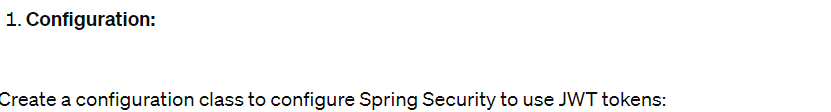 1. Configuration:
Create a configuration class to configure Spring Security to use JWT tokens: